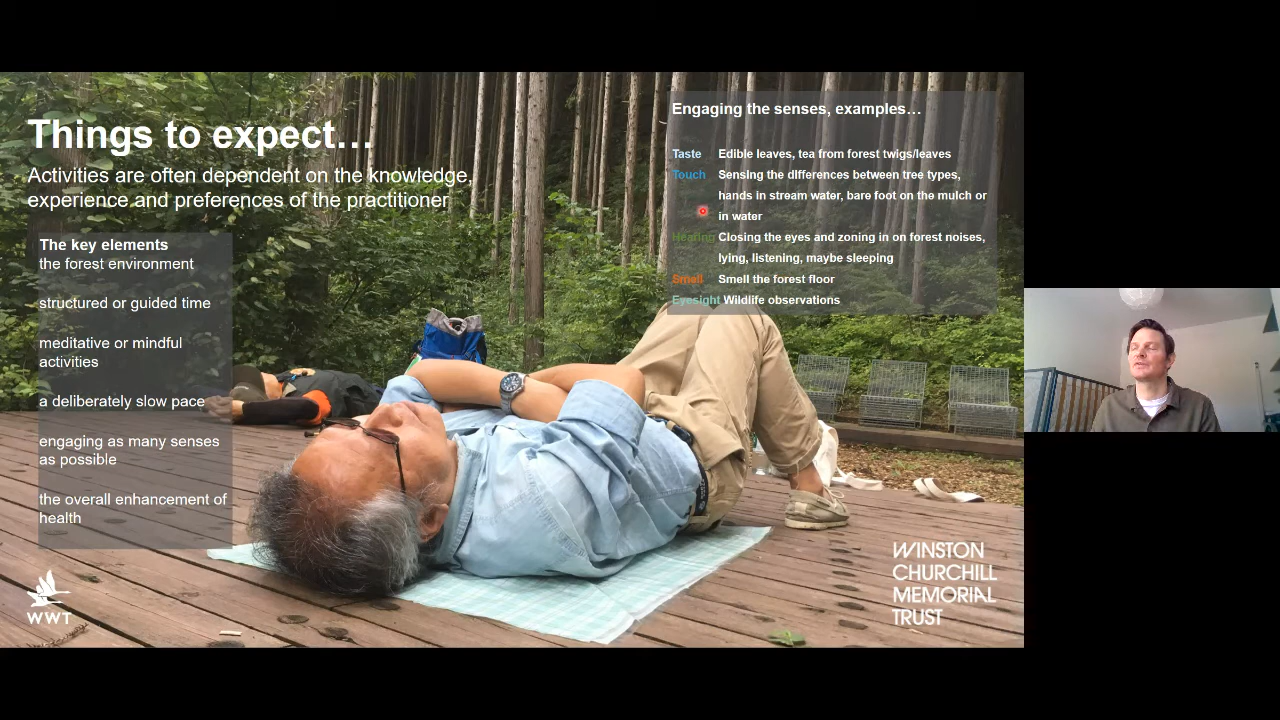 Things to expect…
Activities are often dependent on the knowledge,
experience and preferences of the practitioner
The key elements
the forest environment
structured or guided time
meditative or mindful
activities
a deliberately slow pace
engaging as many senses
as possible
the overall enhancement of
health
WWT
Engaging the senses, examples…
Taste Edible leaves, tea from forest twigs/leaves
Touch Sensing the differences between tree types,
hands in stream water, bare foot on the mulch or
in water
Hearing Closing the eyes and zoning in on forest noises,
lying, listening, maybe sleeping
Smell Smell the forest floor
Eyesight Wildlife observations
WINSTON
CHURCHILL
MEMORIAL
TRUST